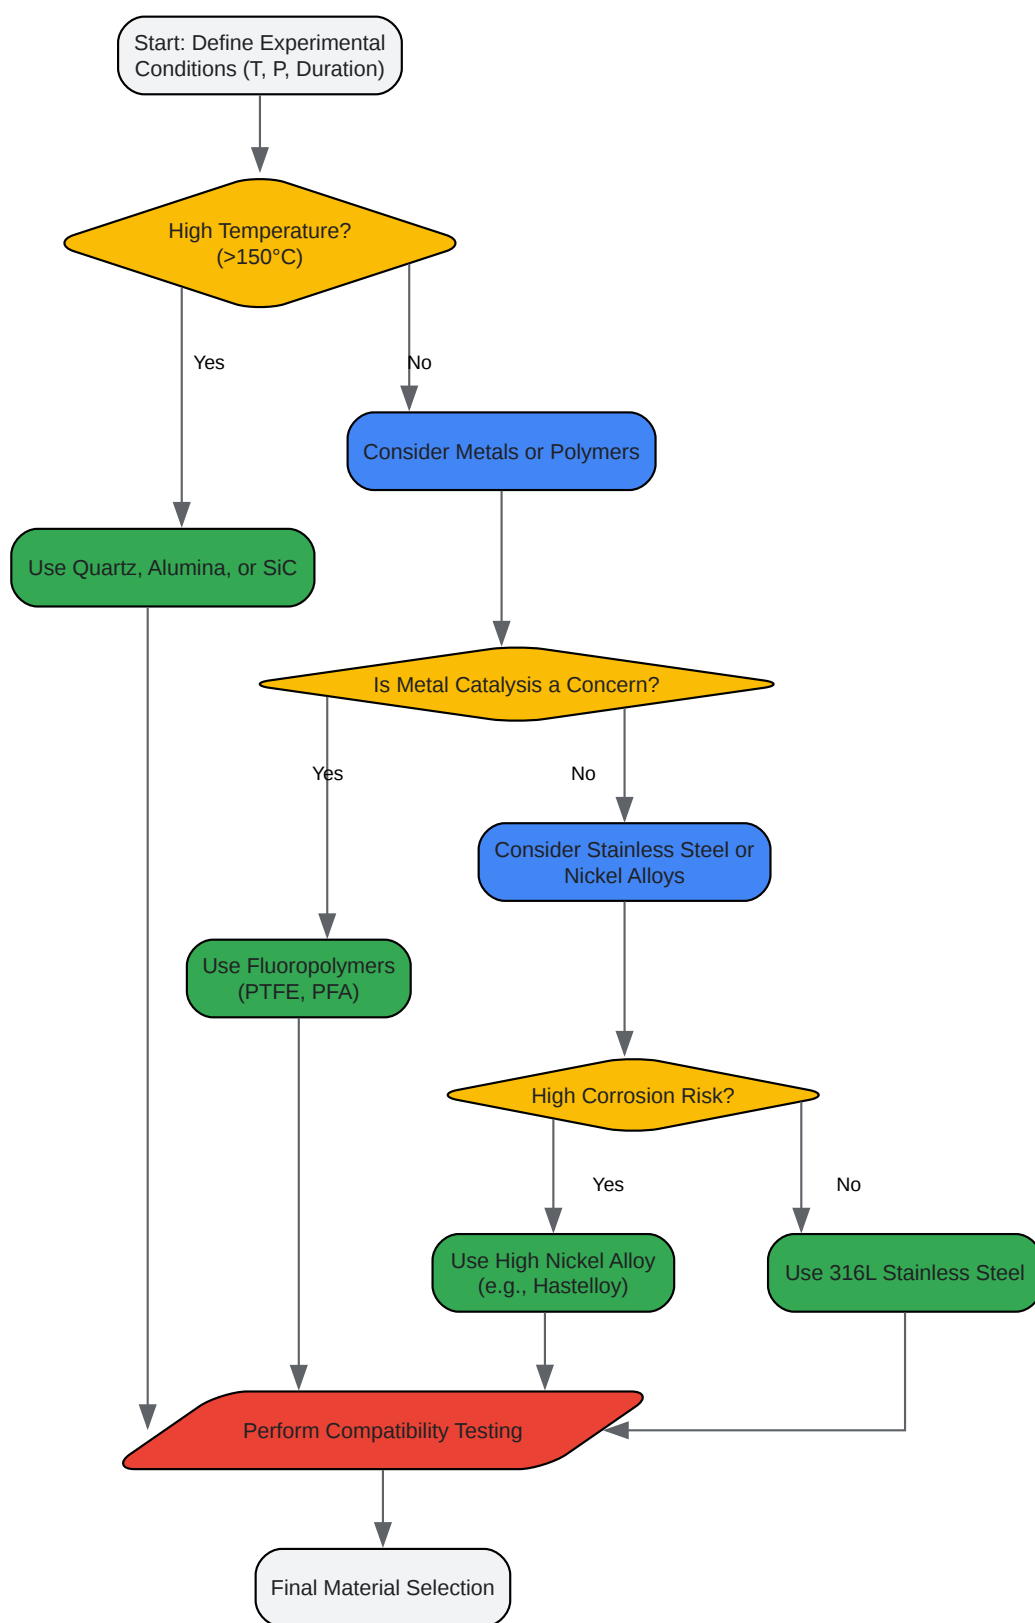 Start: Define Experimental
Conditions (T, P, Duration)
High Temperature?
(>150°C)
Yes
No
Consider Metals or Polymers
Use Quartz, Alumina, or SiC
Is Metal Catalysis a Concern?
Yes
No
Consider Stainless Steel or
Nickel Alloys
Use Fluoropolymers
(PTFE, PFA)
High Corrosion Risk?
Yes
No
Use High Nickel Alloy
(e.g., Hastelloy)
Use 316L Stainless Steel
Perform Compatibility Testing
Final Material Selection